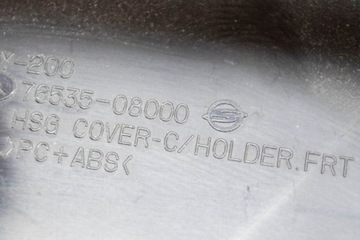 X-200
76535-08000
HSG COVER-C/HOLDER.FRT
>PC+ABS<